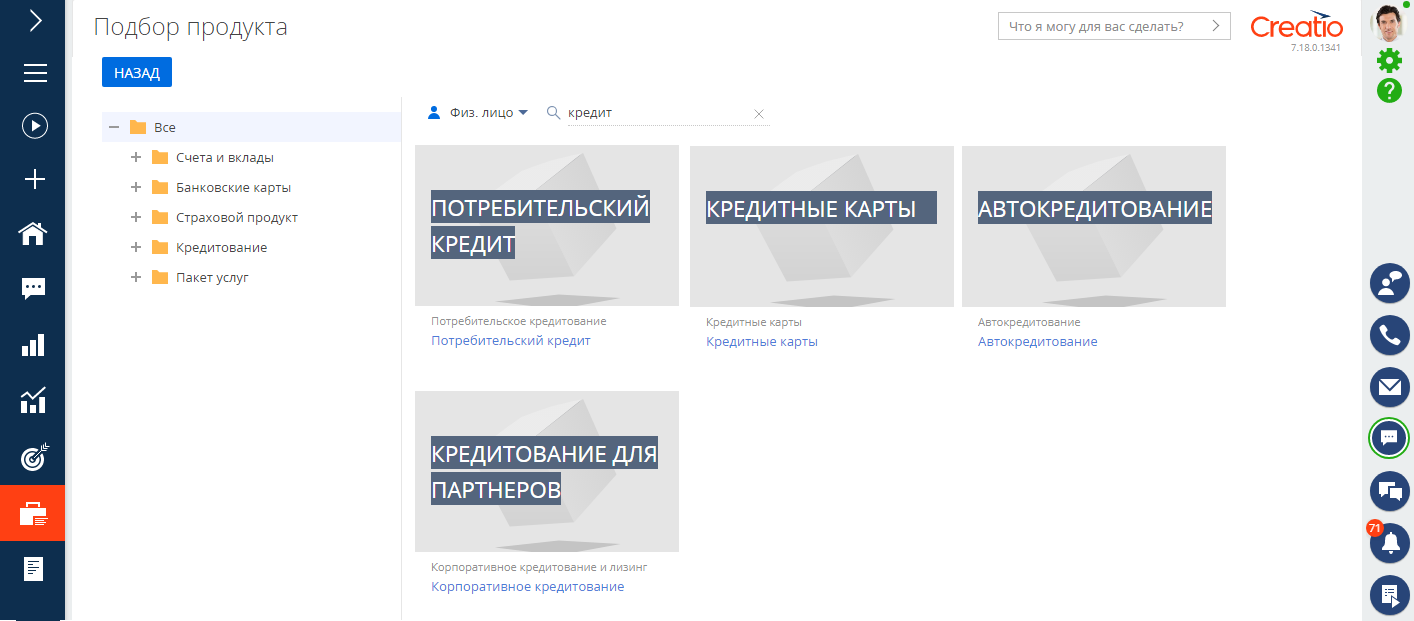 Подбор продукта
Что я могу для вас сделать?
Creatio
7.18.0.1341
НАЗАД
Все
Счета и вклады
Банковские карты
Страховой продукт
Кредитование
Пакет услуг
Физ. лицо
кредит
ПОТРЕБИТЕЛЬСКИЙ
КРЕДИТ
Потребительское кредитование
Потребительский кредит
КРЕДИТНЫЕ КАРТЫ
Кредитные карты
Кредитные карты
АВТОКРЕДИТОВАНИЕ
Автокредитование
Автокредитование
КРЕДИТОВАНИЕ ДЛЯ
ПАРТНЕРОВ
Корпоративное кредитование и лизинг
Корпоративное кредитование
71